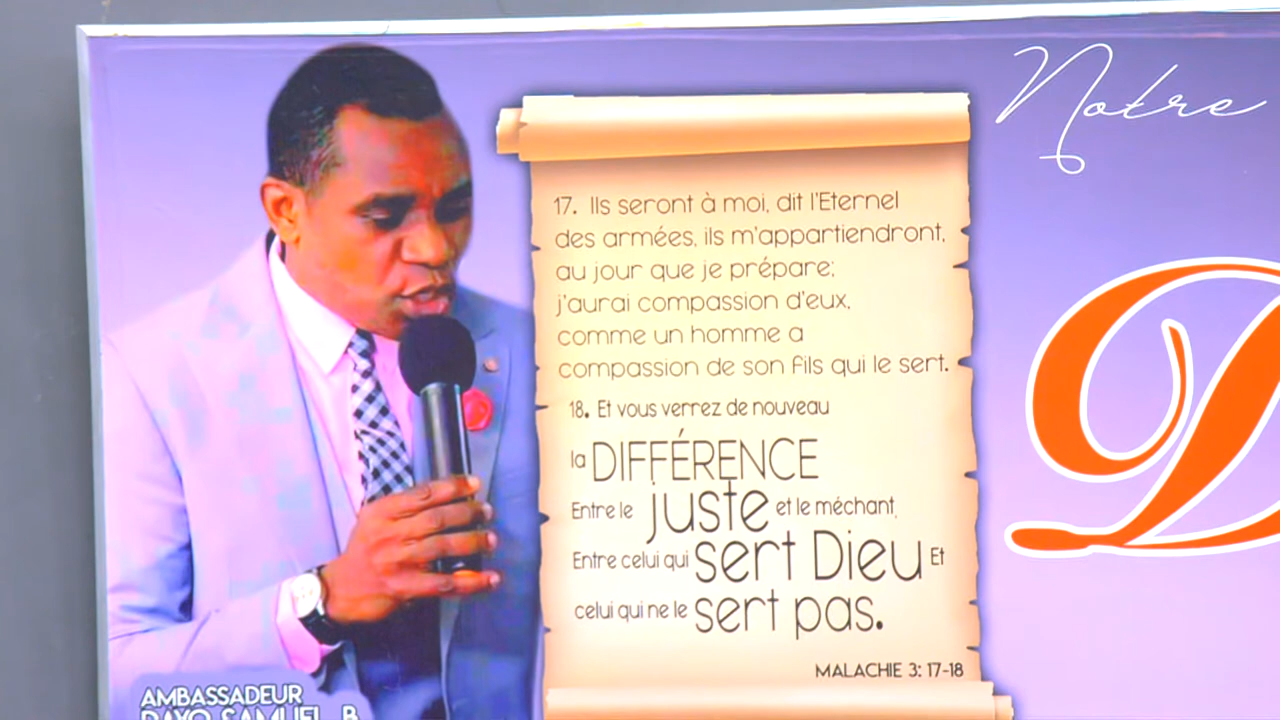 Notre
17. Ils seront à moi, dit l'Eternel
des armées, ils m'appartiendront,
au jour que je prépare;
j'aurai compassion d'eux,
comme un homme a
compassion de son fils qui le sert.
18. Et vous verrez de nouveau
la DIFFÉRENCE
Entre le juste et le méchant,
Entre celui qui sert Dieu Et
celui qui ne le sert pas.
MALACHIE 3: 17-18
D
AMBASSADEUR
DAYO SAMUEL B